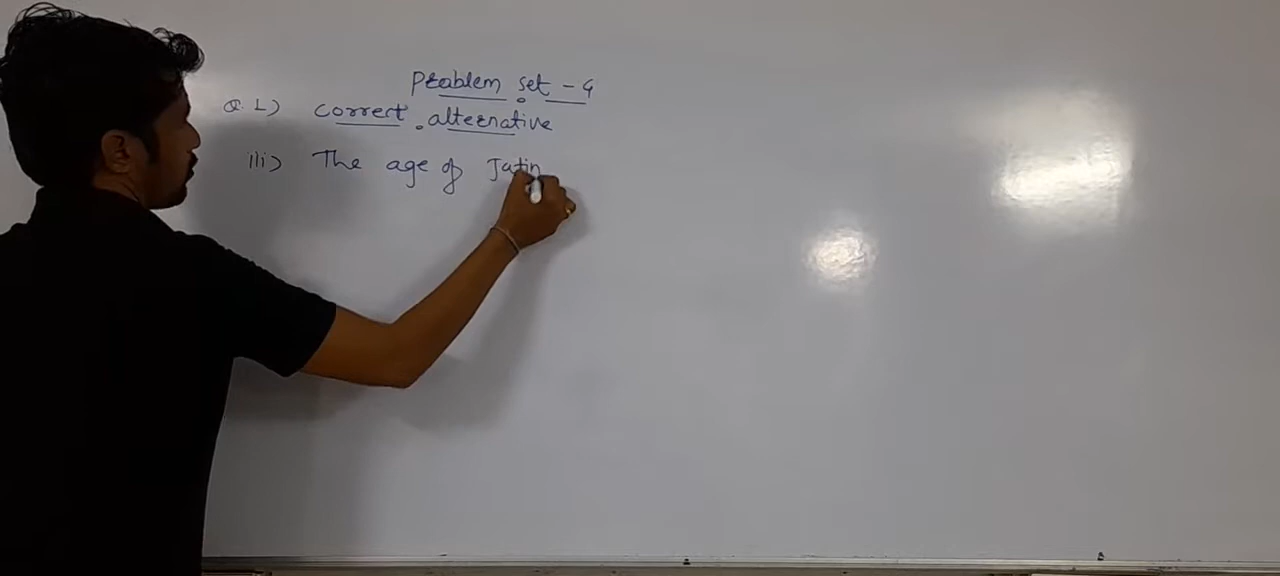 Problem set - 4
Q. 1) correct alternative
iii) The age of Jatin